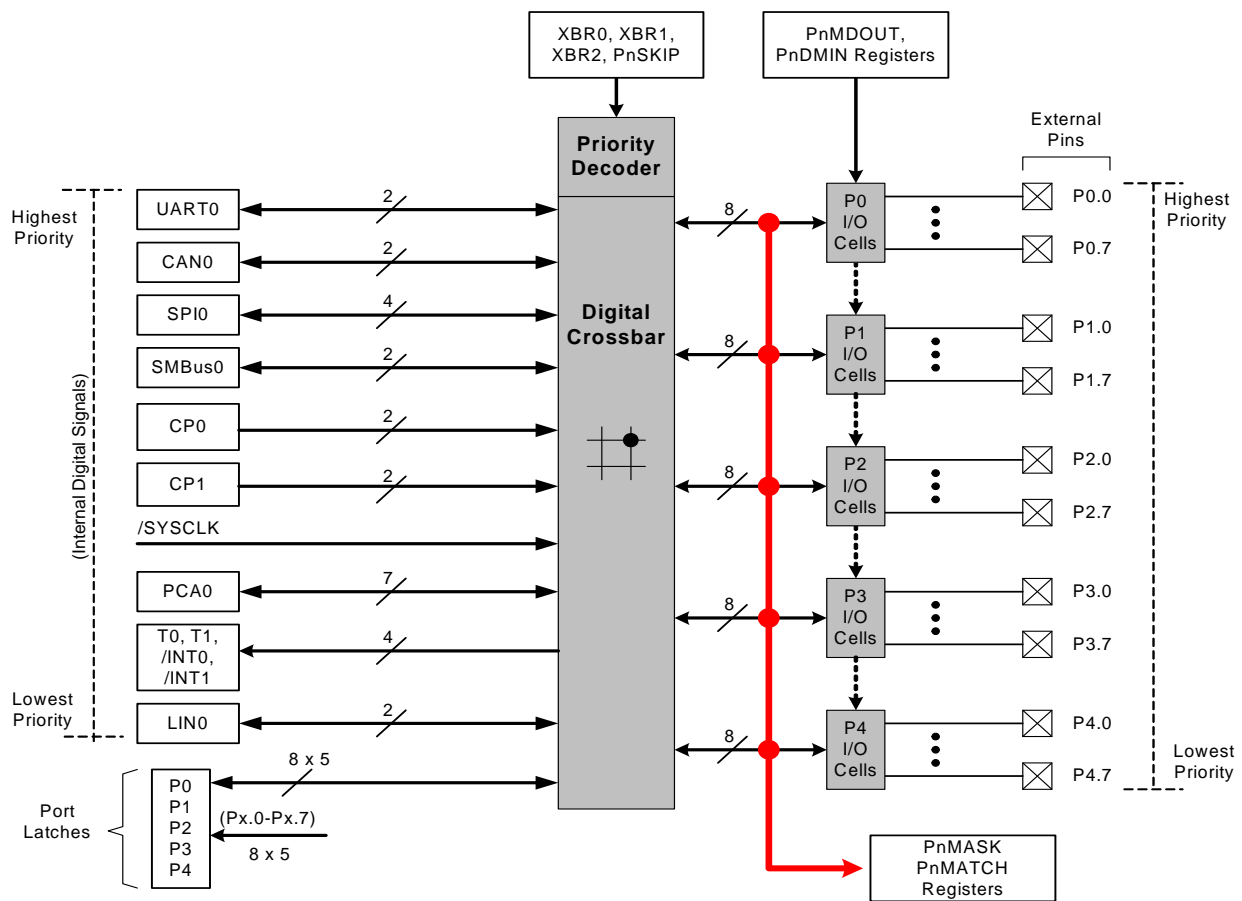 XBR0, XBR1,
XBR2, PnSKIP
PnMDOUT,
PnDMIN Registers
External
Pins
Priority
Decoder
Digital
Crossbar
Highest
Priority
(Internal Digital Signals)
Lowest
Priority
UART0
2
CAN0
2
SPI0
4
SMBus0
2
CP0
2
CP1
2
/SYSCLK
PCA0
7
T0, T1,
/INT0,
/INT1
4
LIN0
2
Port
Latches
P0
P1
P2
P3
P4
8 x 5
(Px.0-Px.7)
8 x 5
8
P0
I/O
Cells
P0.0
P0.7
8
P1
I/O
Cells
P1.0
P1.7
8
P2
I/O
Cells
P2.0
P2.7
8
P3
I/O
Cells
P3.0
P3.7
8
P4
I/O
Cells
P4.0
P4.7
Highest
Priority
Lowest
Priority
PnMASK
PnMATCH
Registers